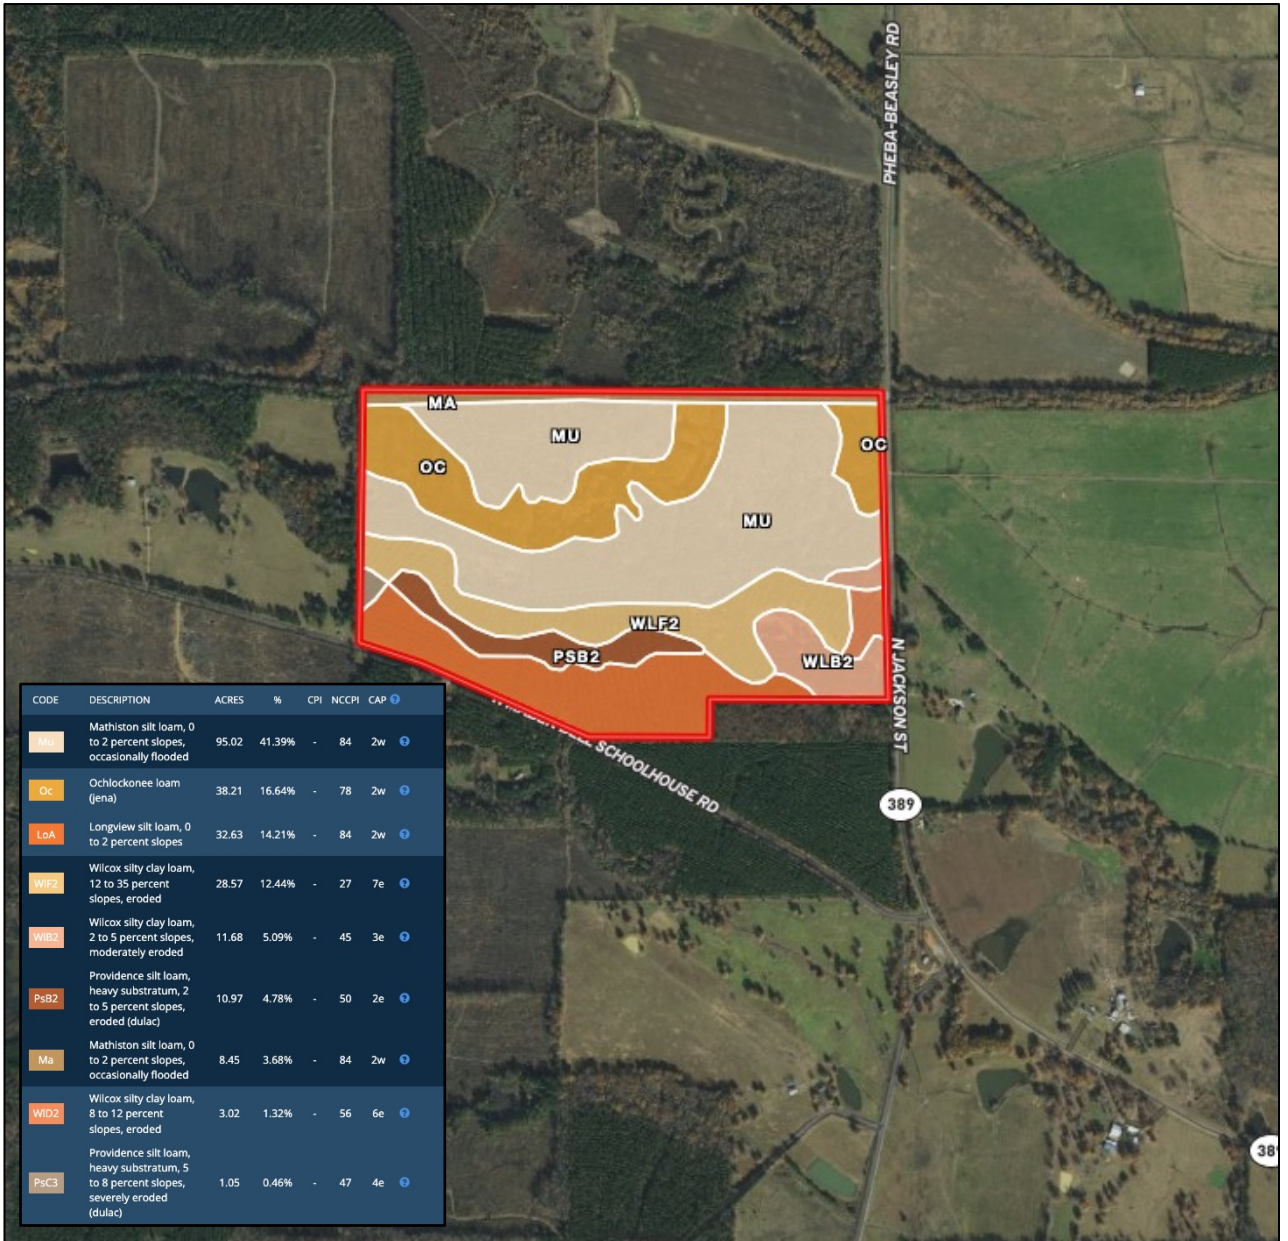 PHEBA-BEASLEY RD
MA
MU
OC
OC
MU
WLF2
PSB2
WLB2
N JACKSON ST
SCHOOLHOUSE RD
389
389
CODE DESCRIPTION ACRES % CPI NCCPI CAP ?
Mu Mathiston silt loam, 0
to 2 percent slopes,
occasionally flooded 95.02 41.39% - 84 2w ?
Oc Ochlockonee loam
(jena) 38.21 16.64% - 78 2w ?
LoA Longview silt loam, 0
to 2 percent slopes 32.63 14.21% - 84 2w ?
WlF2 Wilcox silty clay loam,
12 to 35 percent
slopes, eroded 28.57 12.44% - 27 7e ?
WlB2 Wilcox silty clay loam,
2 to 5 percent slopes,
moderately eroded 11.68 5.09% - 45 3e ?
PsB2 Providence silt loam,
heavy substratum, 2
to 5 percent slopes,
eroded (dulac) 10.97 4.78% - 50 2e ?
Ma Mathiston silt loam, 0
to 2 percent slopes,
occasionally flooded 8.45 3.68% - 84 2w ?
WlD2 Wilcox silty clay loam,
8 to 12 percent
slopes, eroded 3.02 1.32% - 56 6e ?
PsC3 Providence silt loam,
heavy substratum, 5
to 8 percent slopes,
severely eroded
(dulac) 1.05 0.46% - 47 4e ?